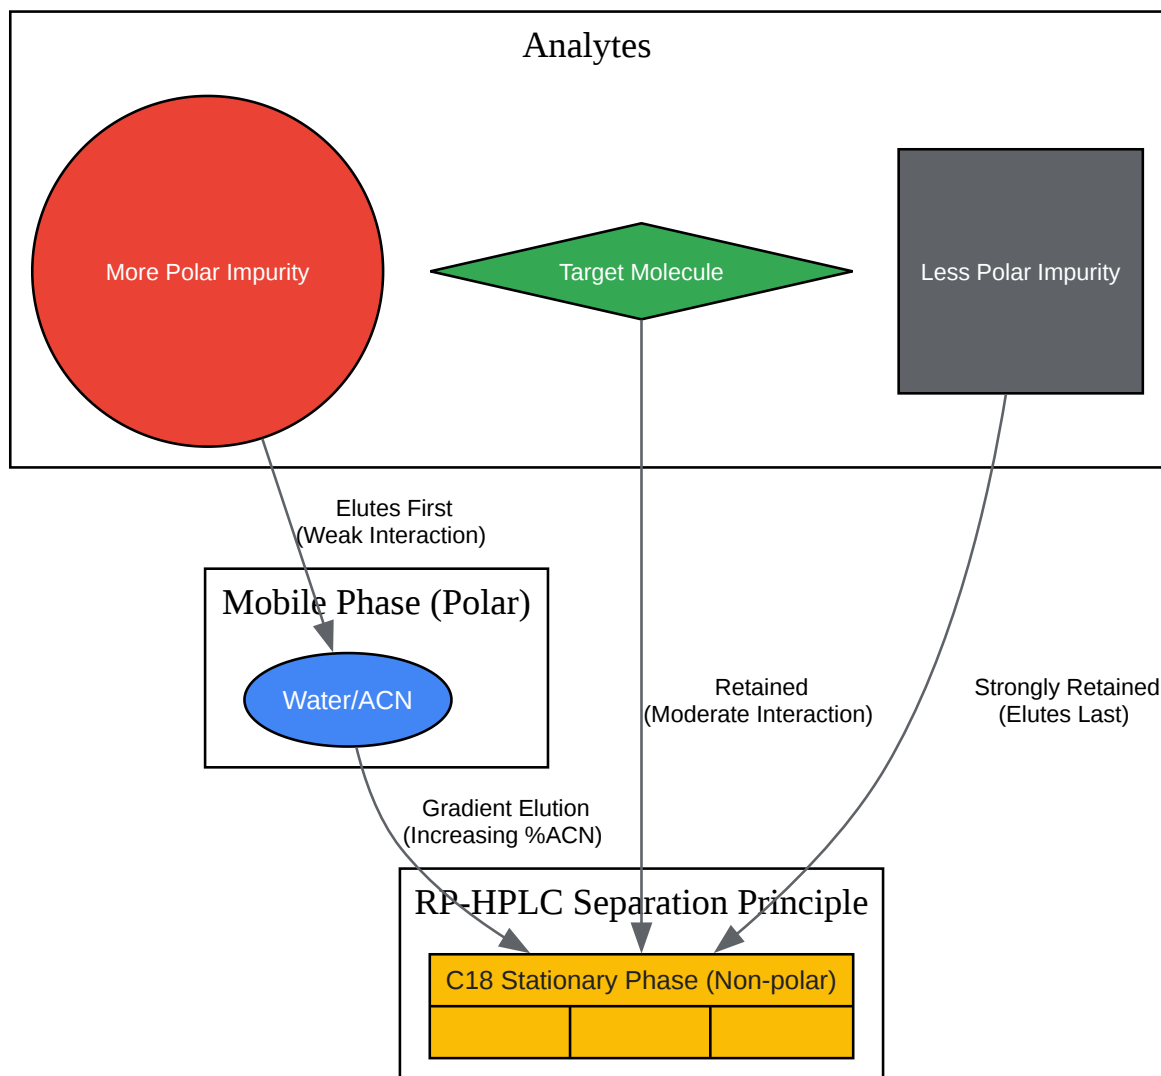 Analytes
More Polar Impurity
Target Molecule
Less Polar Impurity
Elutes First
(Weak Interaction)
Mobile Phase (Polar)
Water/ACN
Retained
(Moderate Interaction)
Strongly Retained
(Elutes Last)
Gradient Elution
(Increasing %ACN)
RP-HPLC Separation Principle
C18 Stationary Phase (Non-polar)